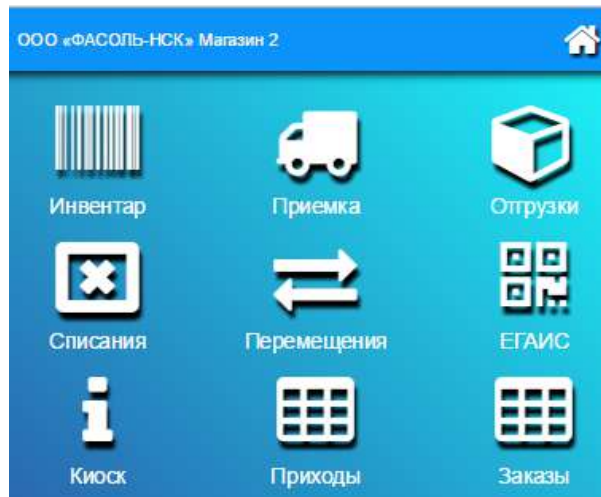 ООО «ФАСОЛЬ-НСК» Магазин 2
Инвентар
Приемка
Отгрузки
Списания
Перемещения
ЕГАИС
Киоск
Приходы
Заказы